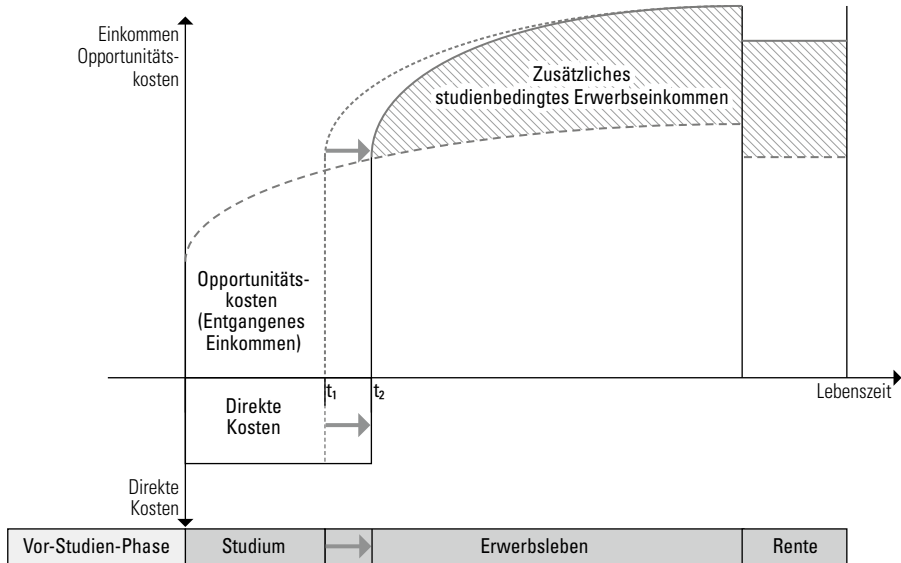 Einkommen
Opportunitäts-
kosten
Zusätzliches
studienbedingtes Erwerbseinkommen
Opportunitäts-
kosten
(Entgangenes
Einkommen)
t₁
t₂
Lebenszeit
Direkte
Kosten
Direkte
Kosten
Vor-Studien-Phase
Studium
Erwerbsleben
Rente